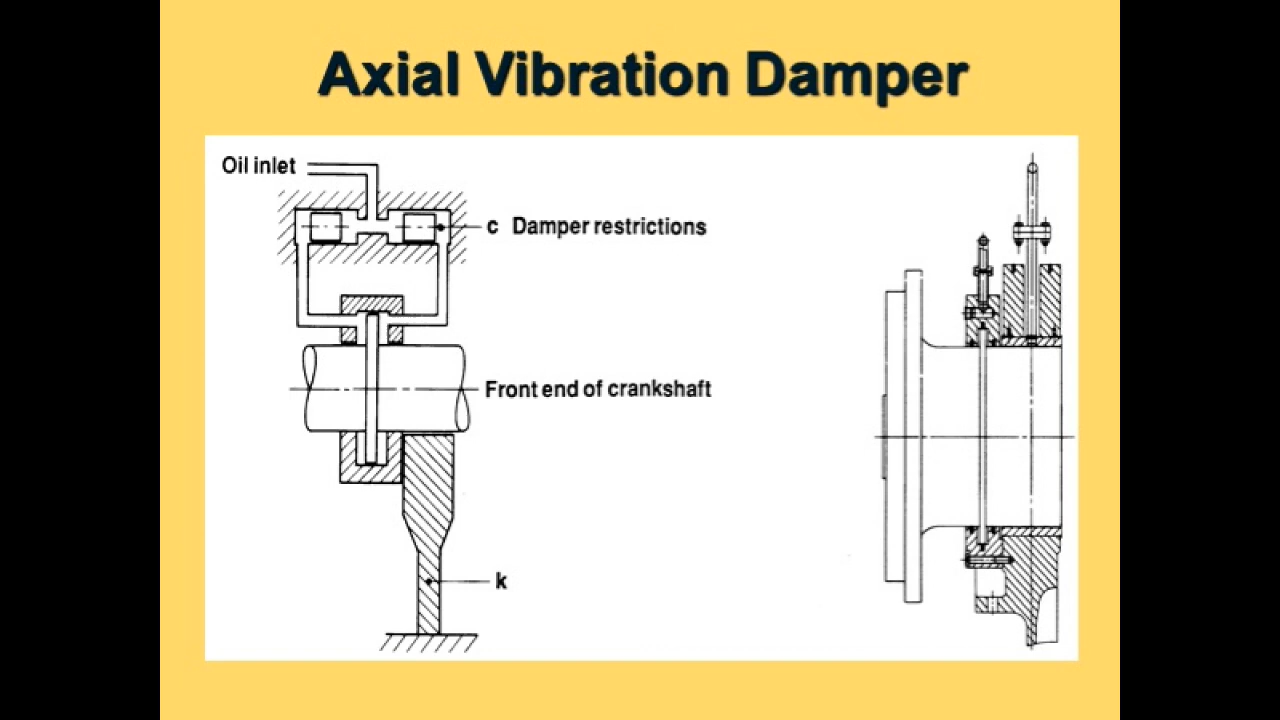 Axial Vibration Damper
Oil inlet
c Damper restrictions
Front end of crankshaft
k